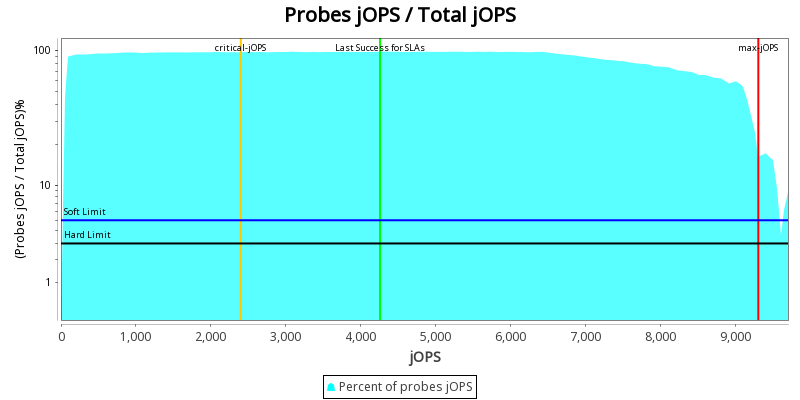 Probes jOPS / Total jOPS
(Probes jOPS / Total jOPS)%
100
10
1
critical-jOPS
Last Success for SLAs
max-jOPS
Soft Limit
Hard Limit
0 1,000 2,000 3,000 4,000 5,000 6,000 7,000 8,000 9,000
jOPS
Percent of probes jOPS